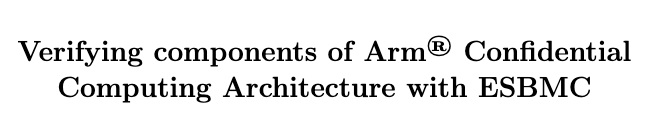 Verifying components of Arm® Confidential
Computing Architecture with ESBMC